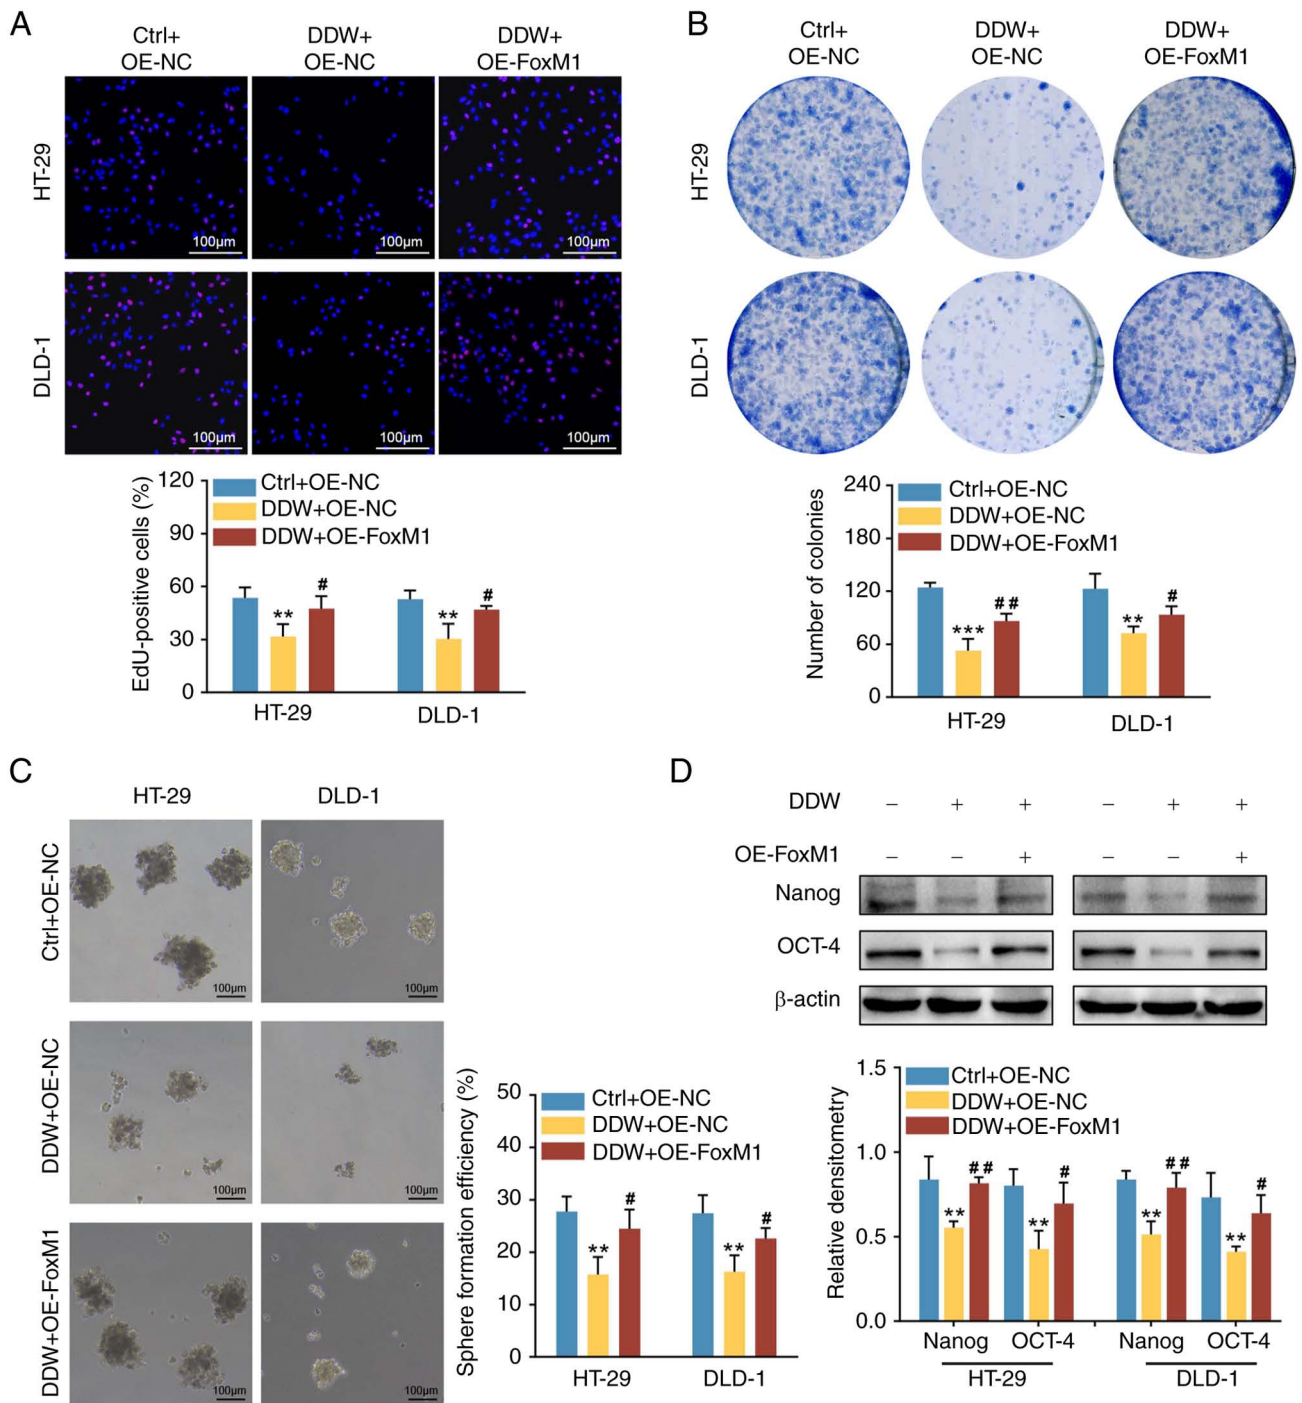 A
Ctrl+
OE-NC
DDW+
OE-NC
DDW+
OE-FoxM1
HT-29
100µm
100µm
100µm
DLD-1
100µm
100µm
100µm
EdU-positive cells (%)
120
90
60
30
0
Ctrl+OE-NC
DDW+OE-NC
DDW+OE-FoxM1
**
#
**
#
HT-29
DLD-1
B
Ctrl+
OE-NC
DDW+
OE-NC
DDW+
OE-FoxM1
HT-29
DLD-1
Number of colonies
240
180
120
60
0
Ctrl+OE-NC
DDW+OE-NC
DDW+OE-FoxM1
***
##
**
#
HT-29
DLD-1
C
HT-29
DLD-1
Ctrl+OE-NC
100µm
100µm
DDW+OE-NC
100µm
100µm
DDW+OE-FoxM1
100µm
100µm
Sphere formation efficiency (%)
50
40
30
20
10
0
Ctrl+OE-NC
DDW+OE-NC
DDW+OE-FoxM1
**
#
**
#
HT-29
DLD-1
D
DDW − + + − + +
OE-FoxM1 − − + − − +
Nanog
OCT-4
β-actin
Relative densitometry
1.5
1.0
0.5
0.0
Ctrl+OE-NC
DDW+OE-NC
DDW+OE-FoxM1
**
##
**
#
**
##
**
#
Nanog OCT-4 Nanog OCT-4
HT-29 DLD-1